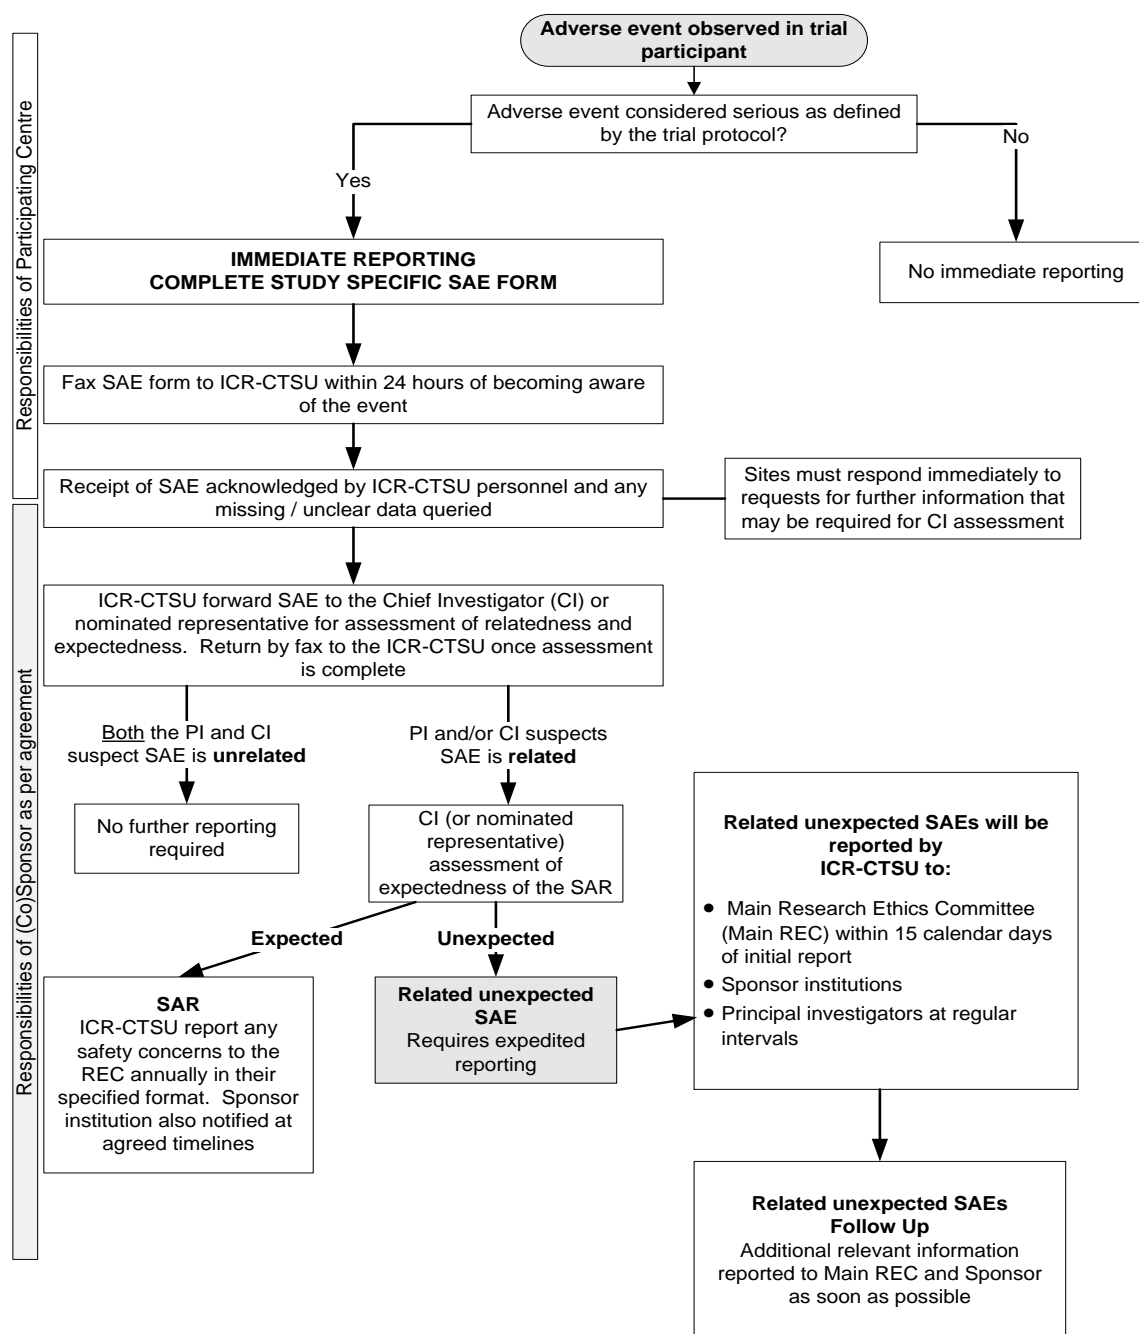 Adverse event observed in trial
participant
Adverse event considered serious as defined
by the trial protocol?
No
Yes
IMMEDIATE REPORTING
COMPLETE STUDY SPECIFIC SAE FORM
No immediate reporting
Fax SAE form to ICR-CTSU within 24 hours of becoming aware
of the event
Receipt of SAE acknowledged by ICR-CTSU personnel and any
missing / unclear data queried
Sites must respond immediately to
requests for further information that
may be required for CI assessment
Responsibilities of Participating Centre
ICR-CTSU forward SAE to the Chief Investigator (CI) or
nominated representative for assessment of relatedness and
expectedness.  Return by fax to the ICR-CTSU once assessment
is complete
Both the PI and CI
suspect SAE is unrelated
PI and/or CI suspects
SAE is related
No further reporting
required
CI (or nominated
representative)
assessment of
expectedness of the SAR
Expected
Unexpected
SAR
ICR-CTSU report any
safety concerns to the
REC annually in their
specified format.  Sponsor
institution also notified at
agreed timelines
Related unexpected
SAE
Requires expedited
reporting
Related unexpected SAEs will be
reported by
ICR-CTSU to:
• Main Research Ethics Committee
(Main REC) within 15 calendar days
of initial report
• Sponsor institutions
• Principal investigators at regular
intervals
Related unexpected SAEs
Follow Up
Additional relevant information
reported to Main REC and Sponsor
as soon as possible
Responsibilities of (Co)Sponsor as per agreement